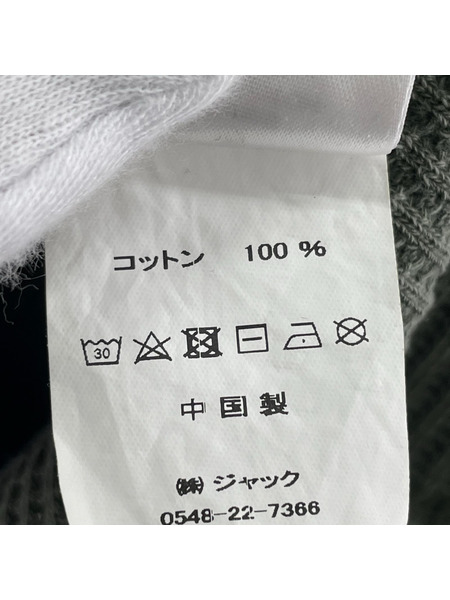 コットン 100 %
30
中国製
㈱ ジャック
0548-22-7366